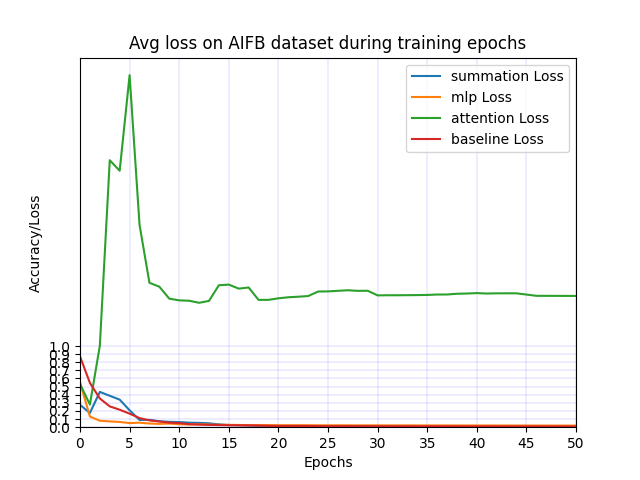 Avg loss on AIFB dataset during training epochs
summation Loss
mlp Loss
attention Loss
baseline Loss
Accuracy/Loss
1.0
0.9
0.8
0.7
0.6
0.5
0.4
0.3
0.2
0.1
0.0
0 5 10 15 20 25 30 35 40 45 50
Epochs